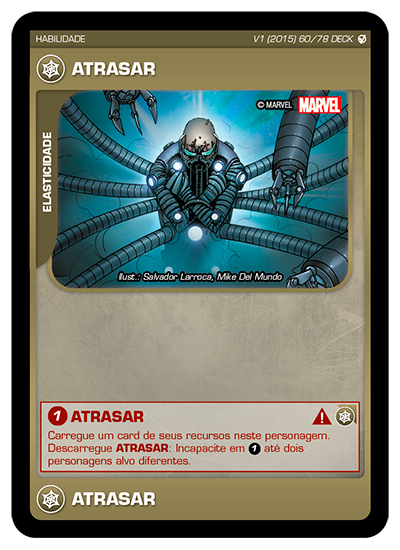 HABILIDADE
V1 (2015) 60/78 DECK
ATRASAR
© MARVEL MARVEL
ELASTICIDADE
Illust.: Salvador Larroca, Mike Del Mundo
1 ATRASAR
Carregue um card de seus recursos neste personagem.
Descarregue ATRASAR: Incapacite em 1 até dois
personagens alvo diferentes.
ATRASAR